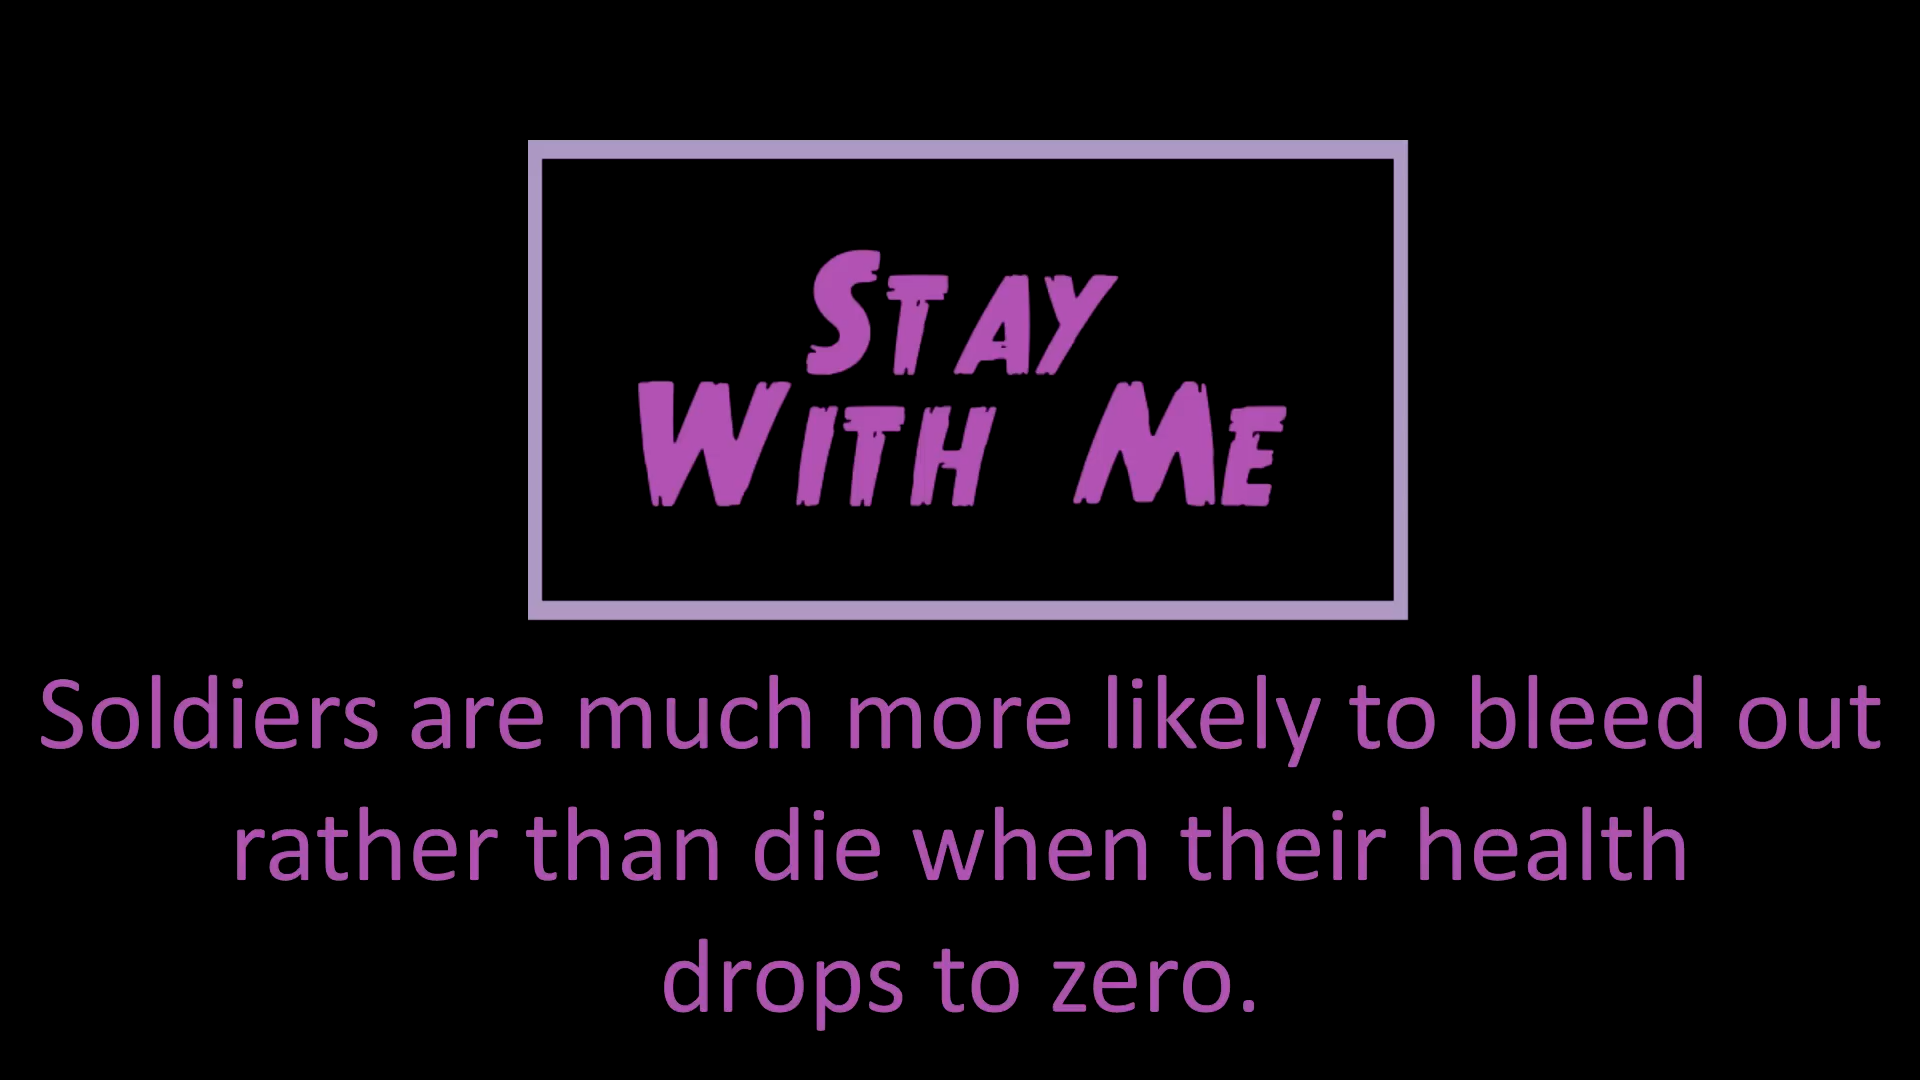 Stay
With Me
Soldiers are much more likely to bleed out
rather than die when their health
drops to zero.